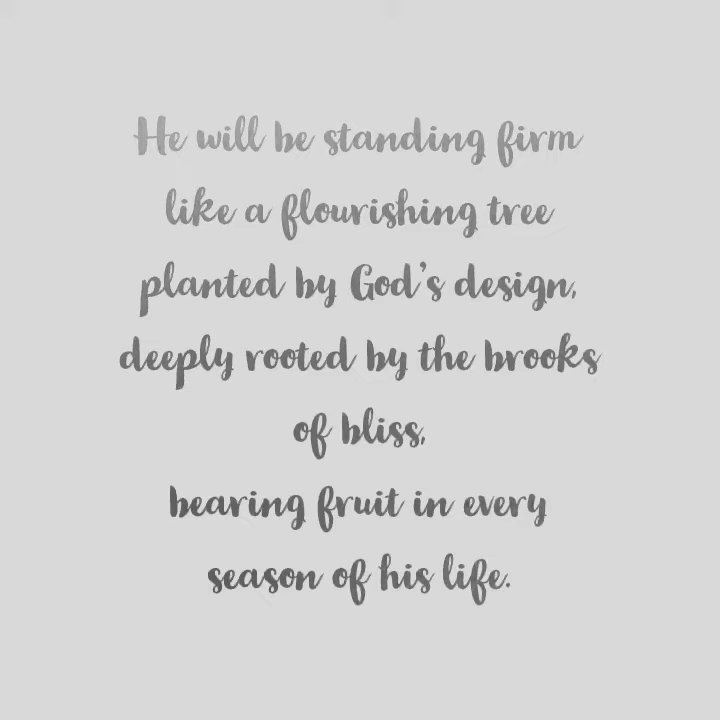 He will be standing firm
like a flourishing tree
planted by God's design,
deeply rooted by the brooks
of bliss,
bearing fruit in every
season of his life.